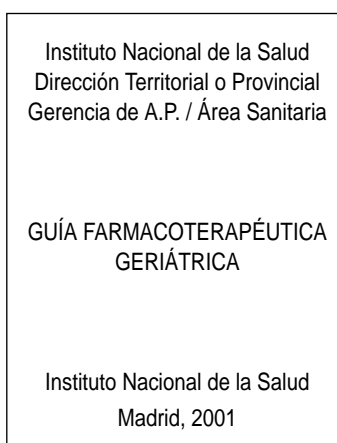 Instituto Nacional de la Salud
Dirección Territorial o Provincial
Gerencia de A.P. / Área Sanitaria
GUÍA FARMACOTERAPÉUTICA
GERIÁTRICA
Instituto Nacional de la Salud
Madrid, 2001